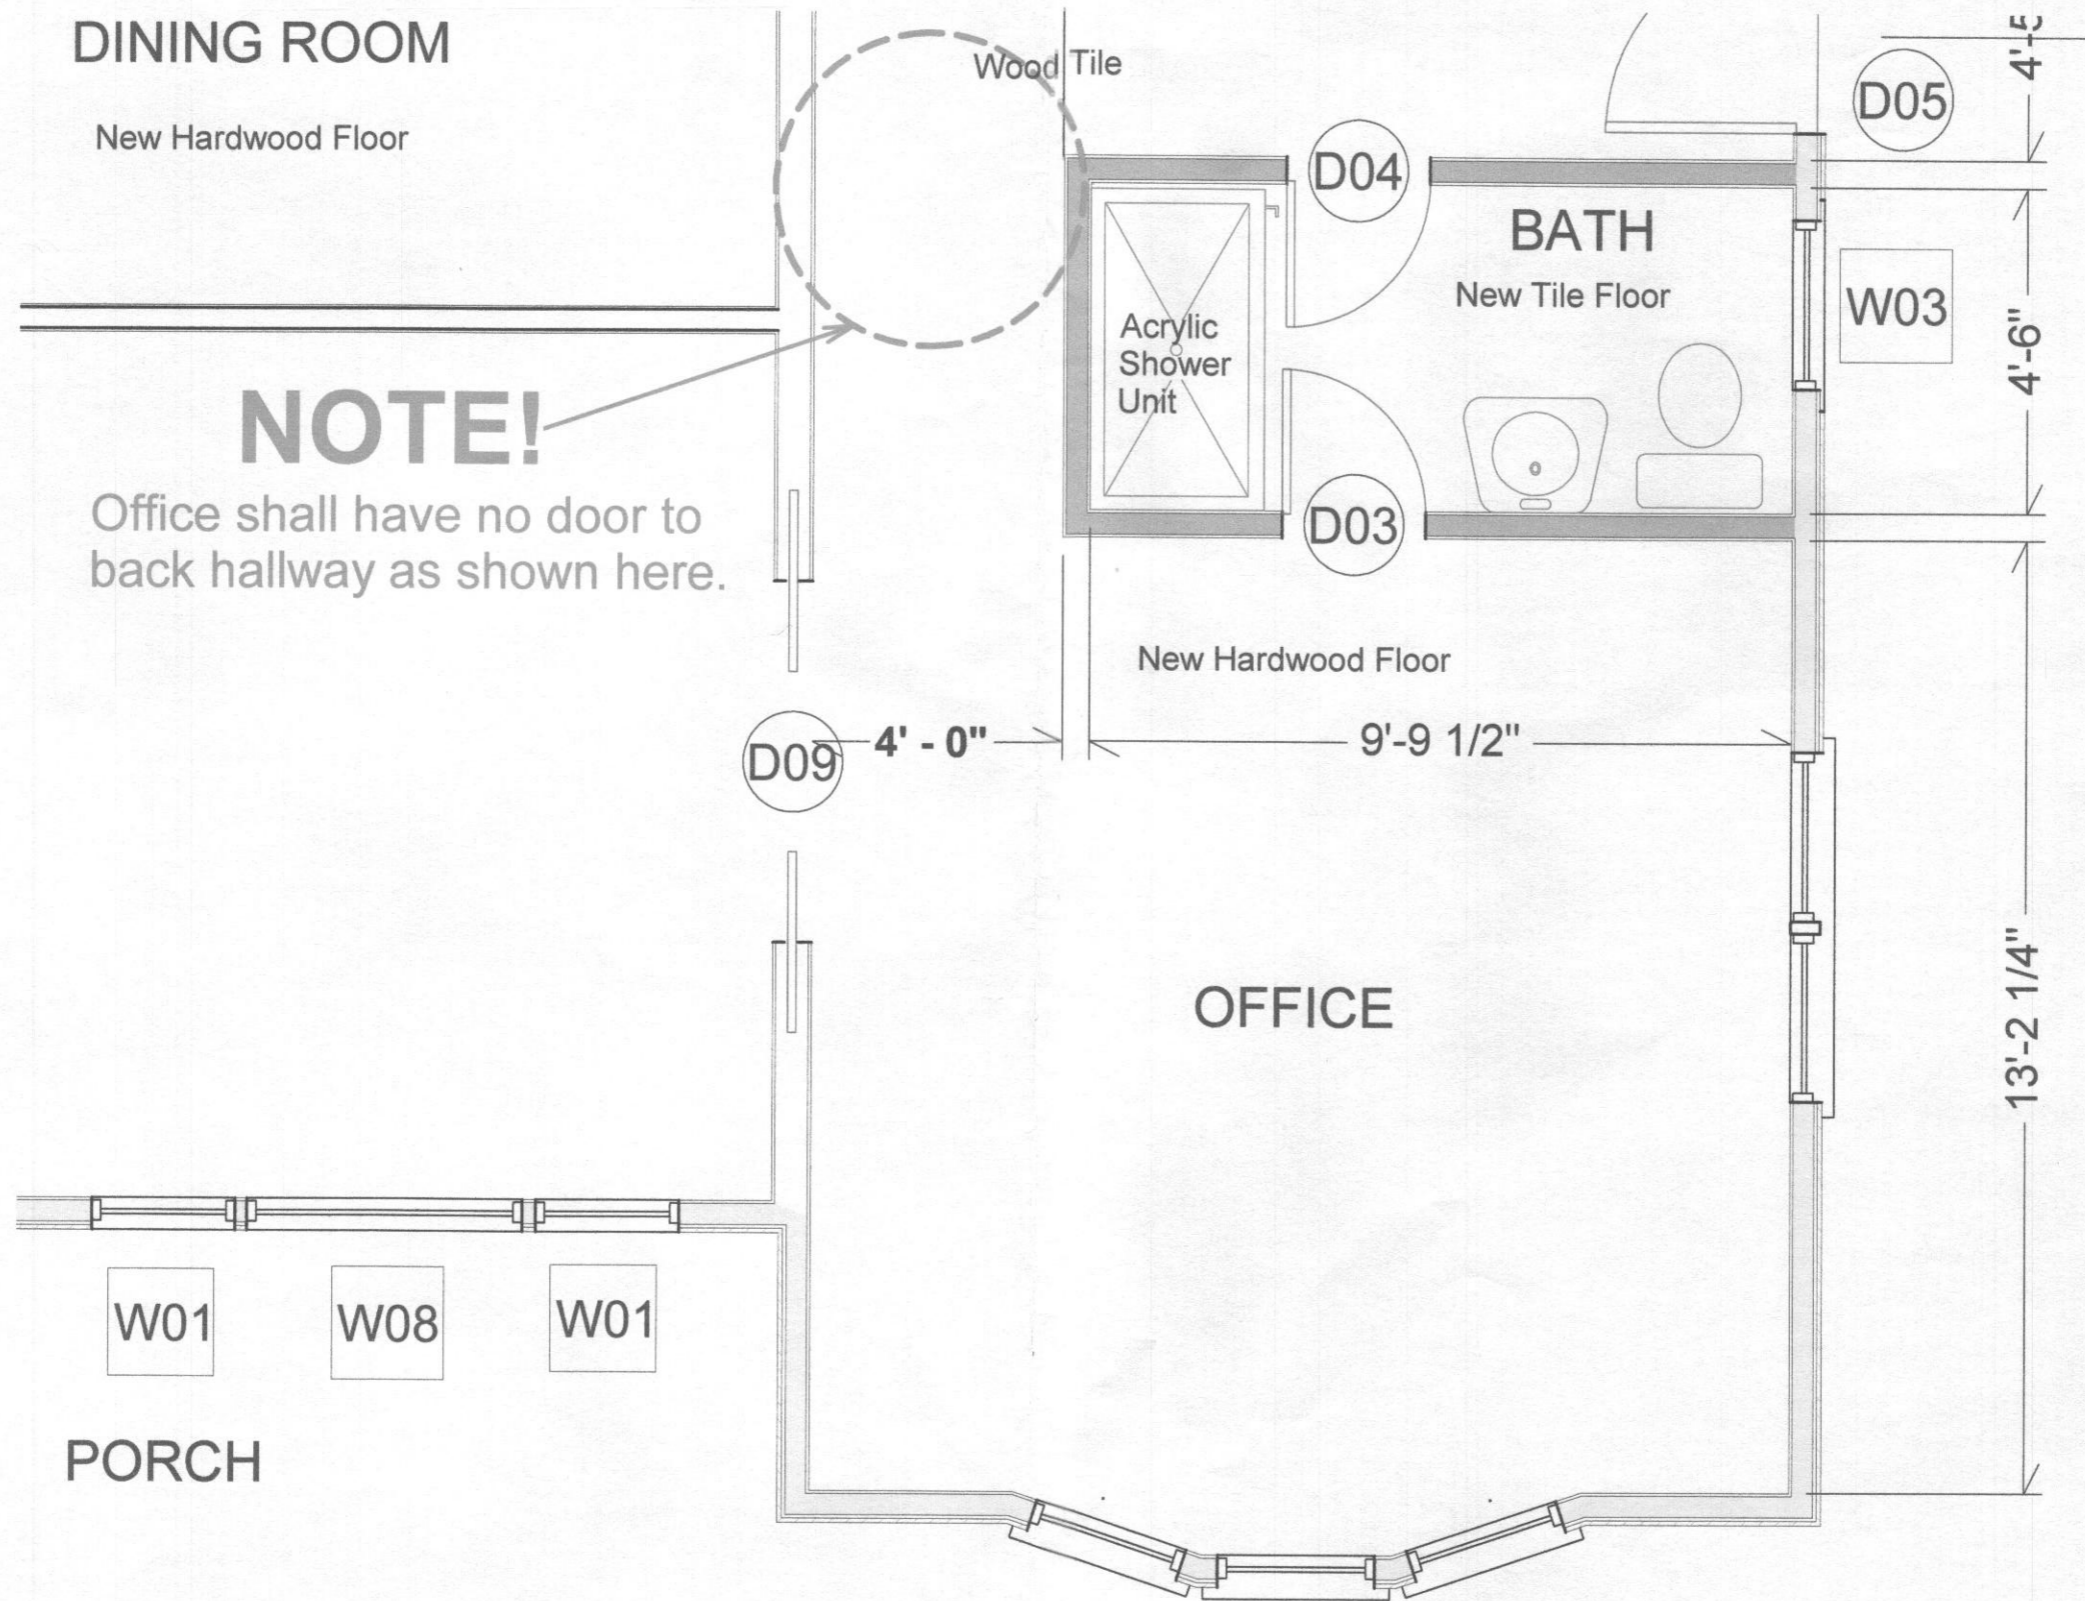 DINING ROOM
New Hardwood Floor
Wood Tile
D05
4'-5
D04
BATH
New Tile Floor
W03
4'-6"
Acrylic
Shower
Unit
NOTE!
Office shall have no door to
back hallway as shown here.
D03
New Hardwood Floor
D09
4' - 0"
9'-9 1/2"
OFFICE
13'-2 1/4"
W01
W08
W01
PORCH